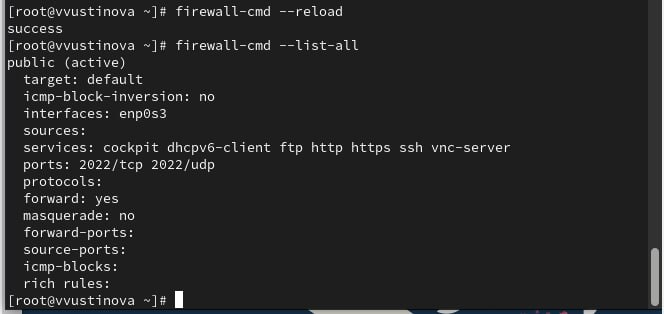 [root@vvustinova ~]# firewall-cmd --reload
success
[root@vvustinova ~]# firewall-cmd --list-all
public (active)
  target: default
  icmp-block-inversion: no
  interfaces: enp0s3
  sources:
  services: cockpit dhcpv6-client ftp http https ssh vnc-server
  ports: 2022/tcp 2022/udp
  protocols:
  forward: yes
  masquerade: no
  forward-ports:
  source-ports:
  icmp-blocks:
  rich rules:
[root@vvustinova ~]#